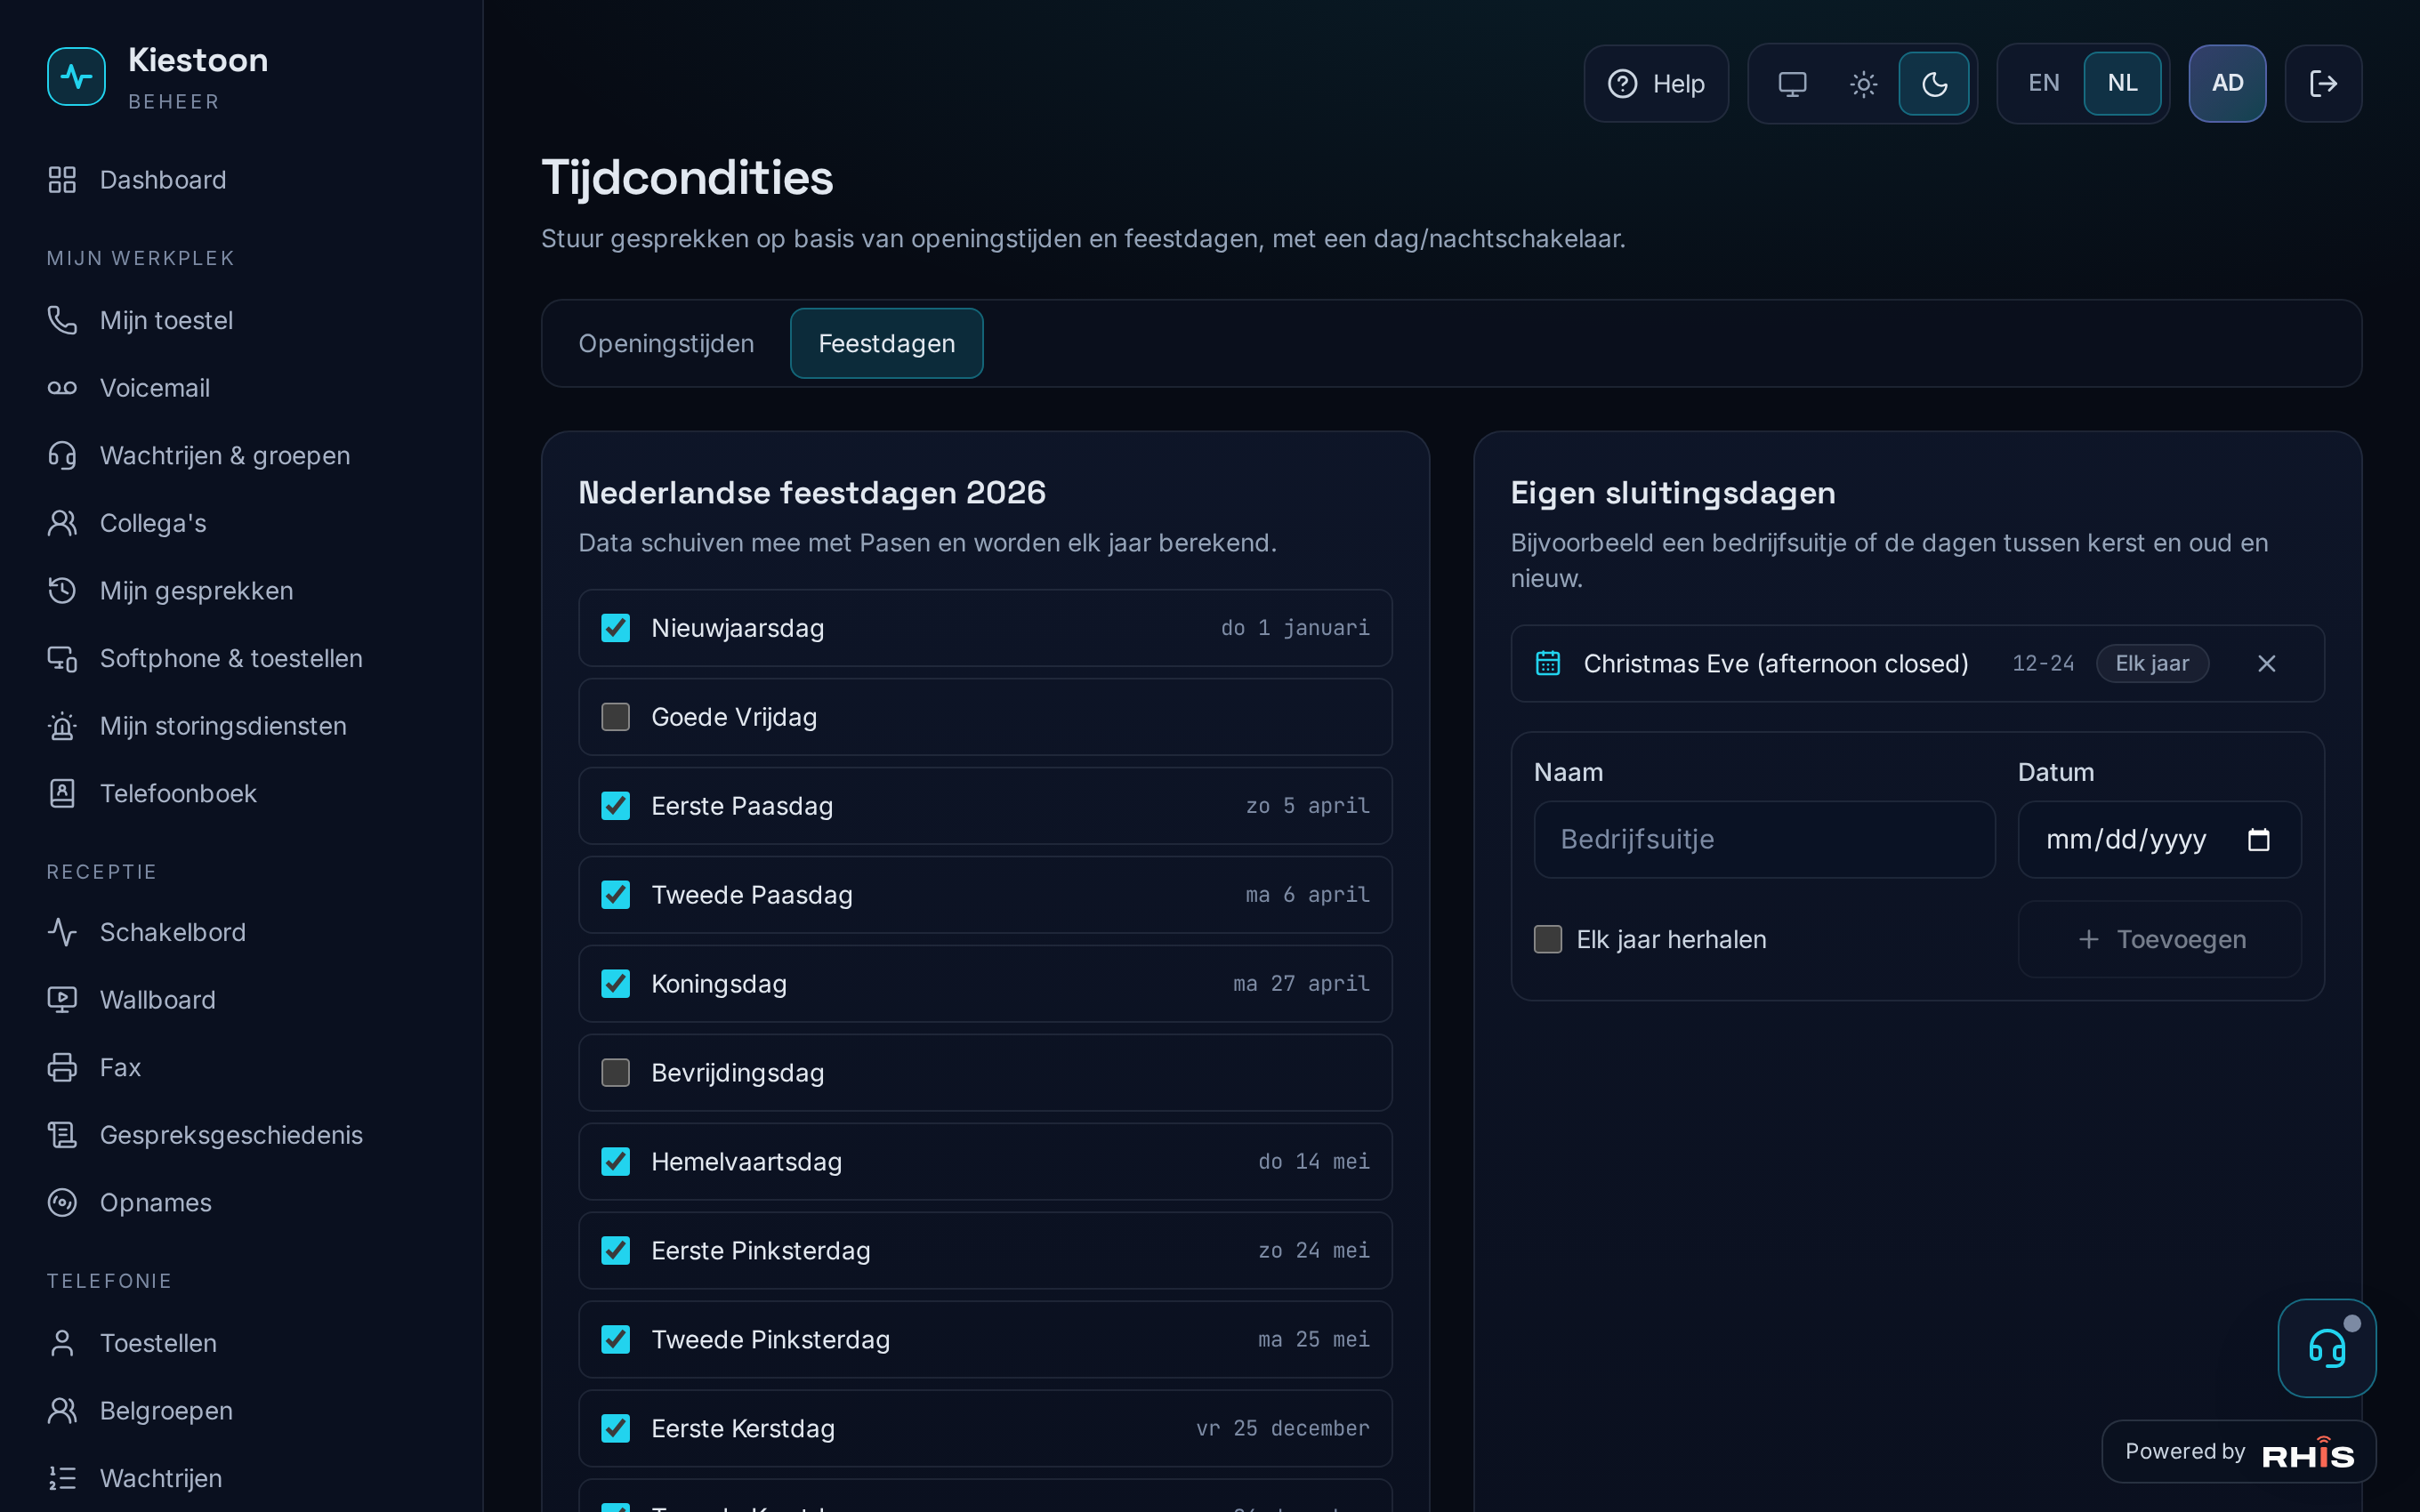 Kiestoon
BEHEER
Dashboard
MIJN WERKPLEK
Mijn toestel
Voicemail
Wachtrijen & groepen
Collega's
Mijn gesprekken
Softphone & toestellen
Mijn storingsdiensten
Telefoonboek
RECEPTIE
Schakelbord
Wallboard
Fax
Gespreksgeschiedenis
Opnames
TELEFONIE
Toestellen
Belgroepen
Wachtrijen
Help
EN
NL
AD
Tijdcondities
Stuur gesprekken op basis van openingstijden en feestdagen, met een dag/nachtschakelaar.
Openingstijden
Feestdagen
Nederlandse feestdagen 2026
Data schuiven mee met Pasen en worden elk jaar berekend.
Nieuwjaarsdag do 1 januari
Goede Vrijdag
Eerste Paasdag zo 5 april
Tweede Paasdag ma 6 april
Koningsdag ma 27 april
Bevrijdingsdag
Hemelvaartsdag do 14 mei
Eerste Pinksterdag zo 24 mei
Tweede Pinksterdag ma 25 mei
Eerste Kerstdag vr 25 december
Eigen sluitingsdagen
Bijvoorbeeld een bedrijfsuitje of de dagen tussen kerst en oud en
nieuw.
Christmas Eve (afternoon closed) 12-24 Elk jaar
Naam Datum
Bedrijfsuitje mm/dd/yyyy
Elk jaar herhalen Toevoegen
Powered by RHIS